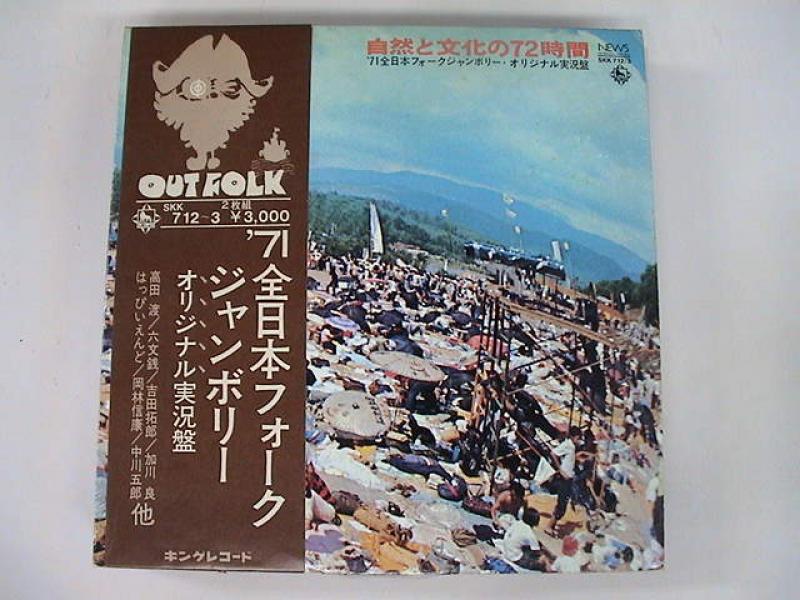 自然と文化の72時間
'71全日本フォークジャンボリー・オリジナル実況盤
NEWS
SKK 712/3
OUT FOLK
SKK
712~3
2枚組
¥3,000
'71全日本フォーク
ジャンボリー
オリジナル実況盤
高田 渡/六文銭/吉田拓郎/加川 良
はっぴいえんど/岡林信康/中川五郎 他
キングレコード